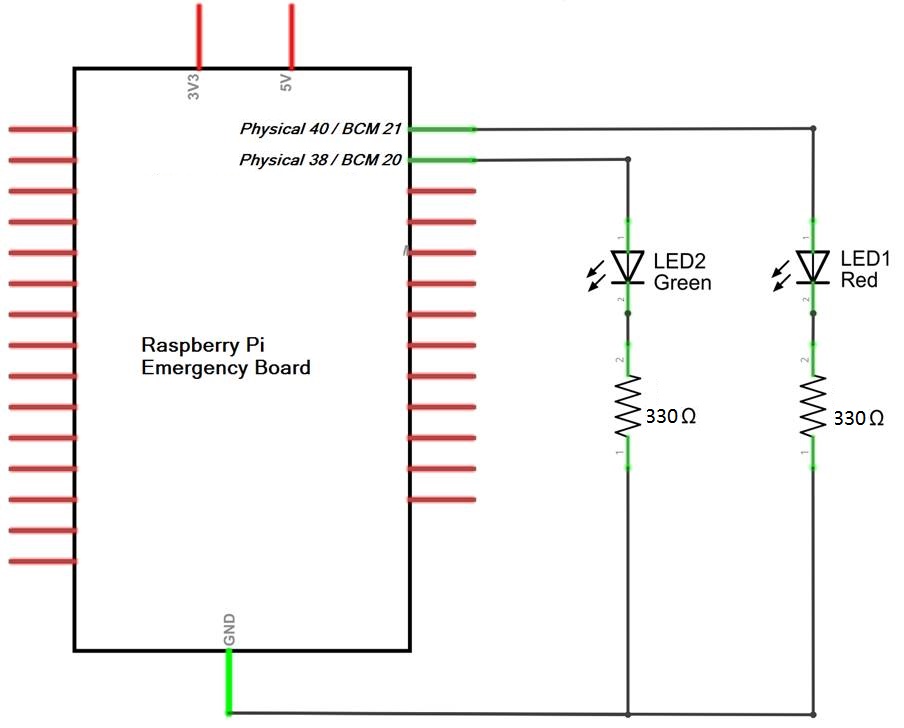 3V3
5V
Physical 40 / BCM 21
Physical 38 / BCM 20
1
1
LED2
Green
LED1
Red
2
2
Raspberry Pi
Emergency Board
2
2
330 Ω
330 Ω
1
1
GND